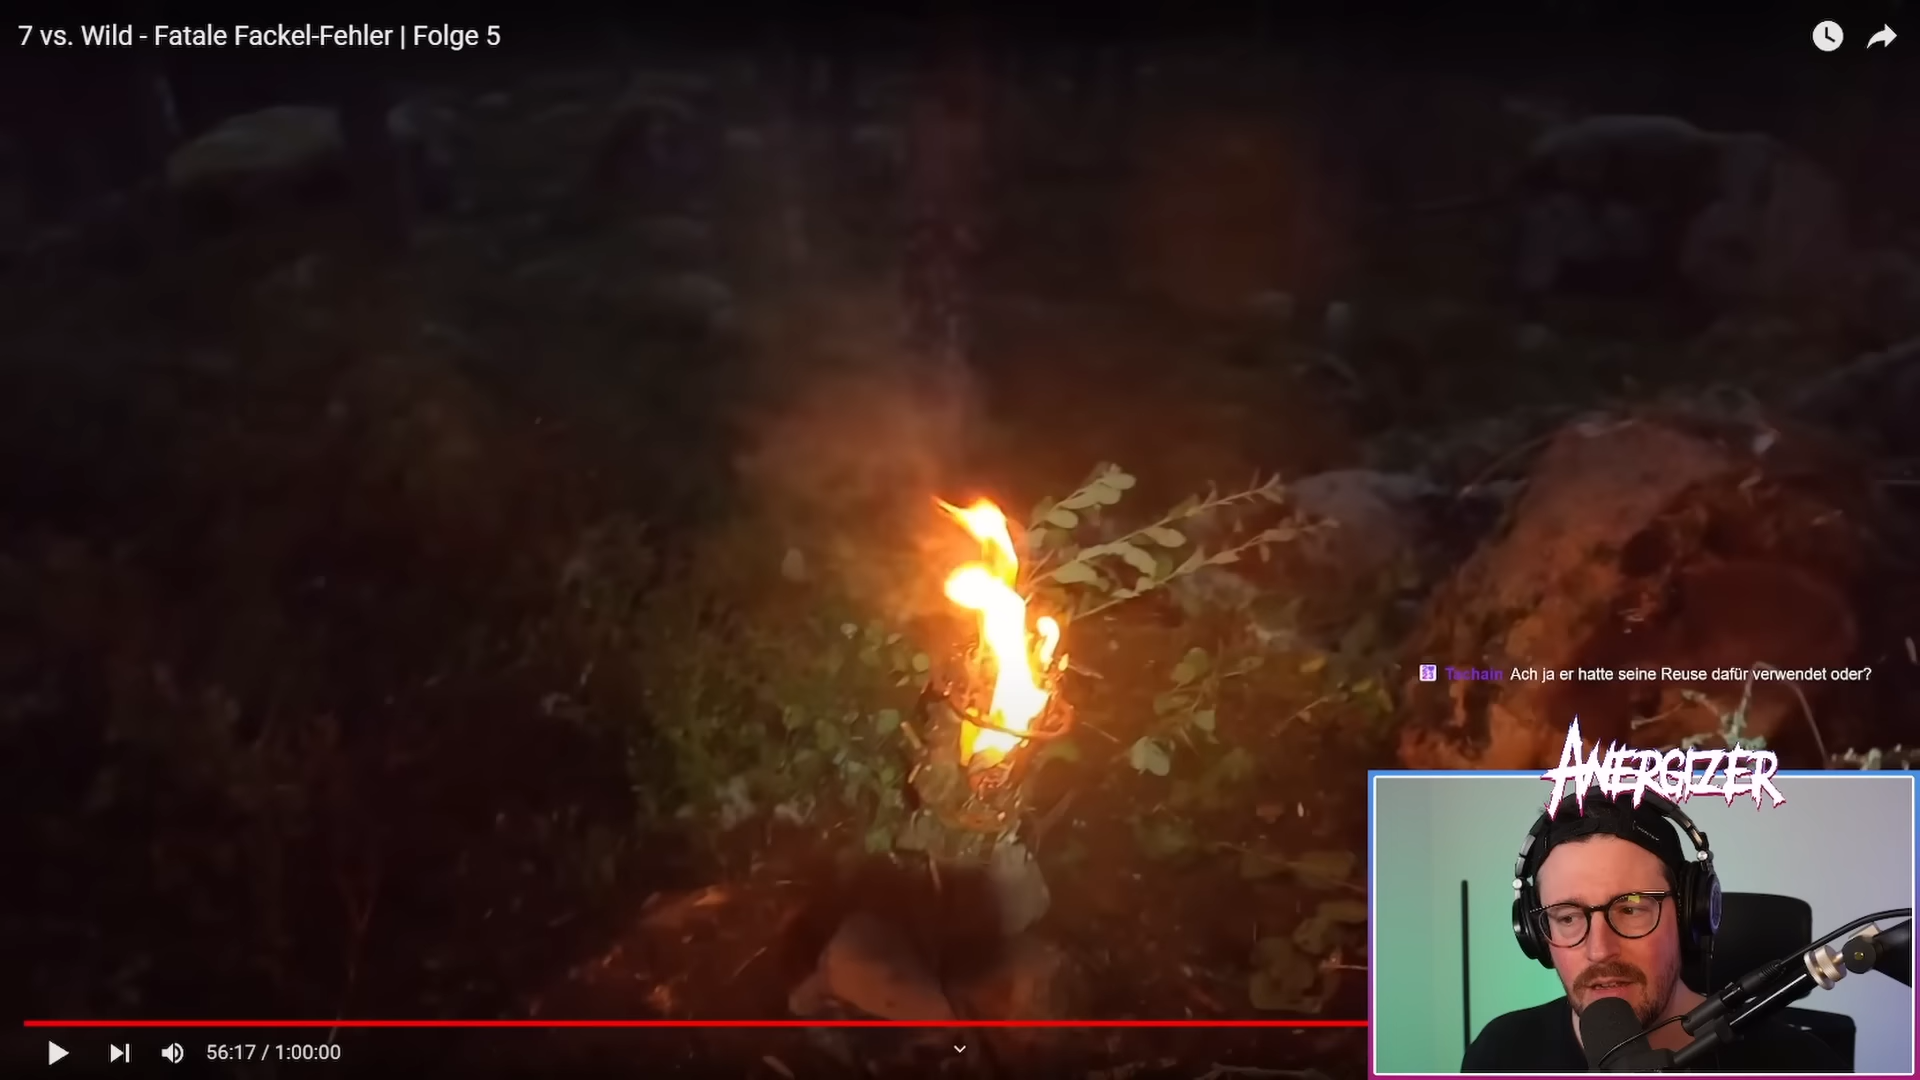 7 vs. Wild - Fatale Fackel-Fehler | Folge 5
Tachain Ach ja er hatte seine Reuse dafür verwendet oder?
ANERGIZER
56:17 / 1:00:00